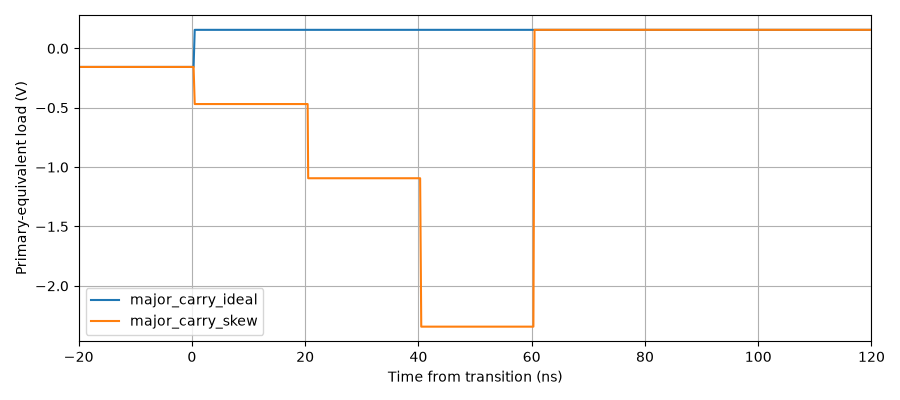 0.0
−0.5
−1.0
−1.5
−2.0
Primary-equivalent load (V)
major_carry_ideal
major_carry_skew
−20 0 20 40 60 80 100 120
Time from transition (ns)